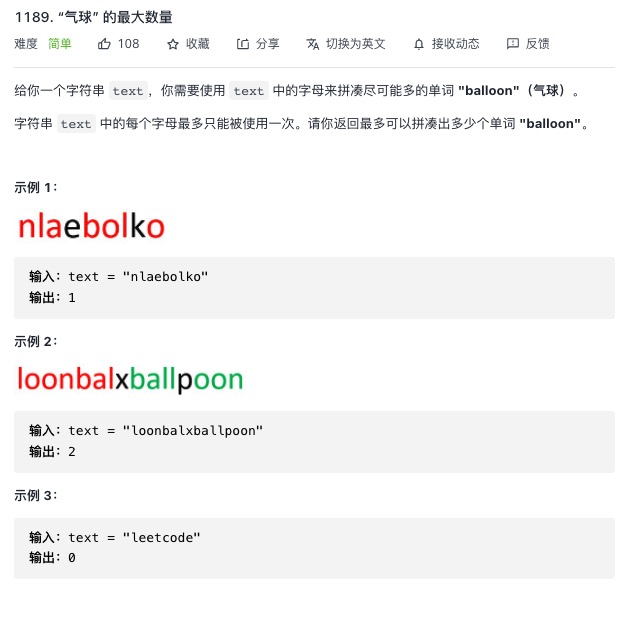 1189. “气球” 的最大数量
难度 简单 108 收藏 分享 切换为英文 接收动态 反馈
给你一个字符串 text，你需要使用 text 中的字母来拼凑尽可能多的单词 "balloon"（气球）。
字符串 text 中的每个字母最多只能被使用一次。请你返回最多可以拼凑出多少个单词 "balloon"。
示例 1：
nlaebolko
输入：text = "nlaebolko"
输出：1
示例 2：
loonbalxballpoon
输入：text = "loonbalxballpoon"
输出：2
示例 3：
输入：text = "leetcode"
输出：0